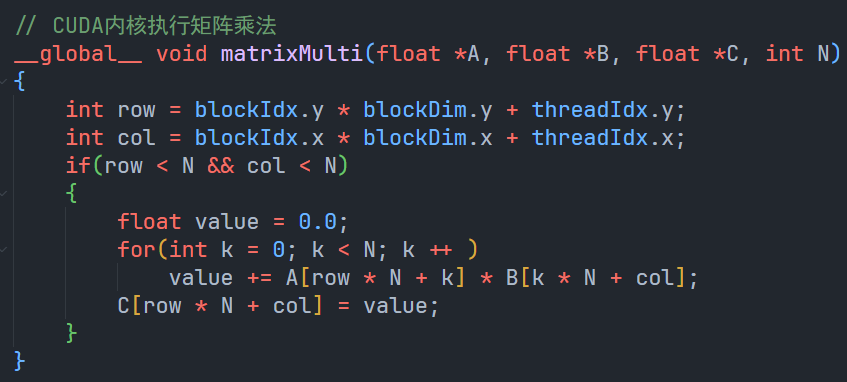 // CUDA内核执行矩阵乘法
__global__ void matrixMulti(float *A, float *B, float *C, int N)
{
    int row = blockIdx.y * blockDim.y + threadIdx.y;
    int col = blockIdx.x * blockDim.x + threadIdx.x;
    if(row < N && col < N)
    {
        float value = 0.0;
        for(int k = 0; k < N; k ++ )
            value += A[row * N + k] * B[k * N + col];
        C[row * N + col] = value;
    }
}